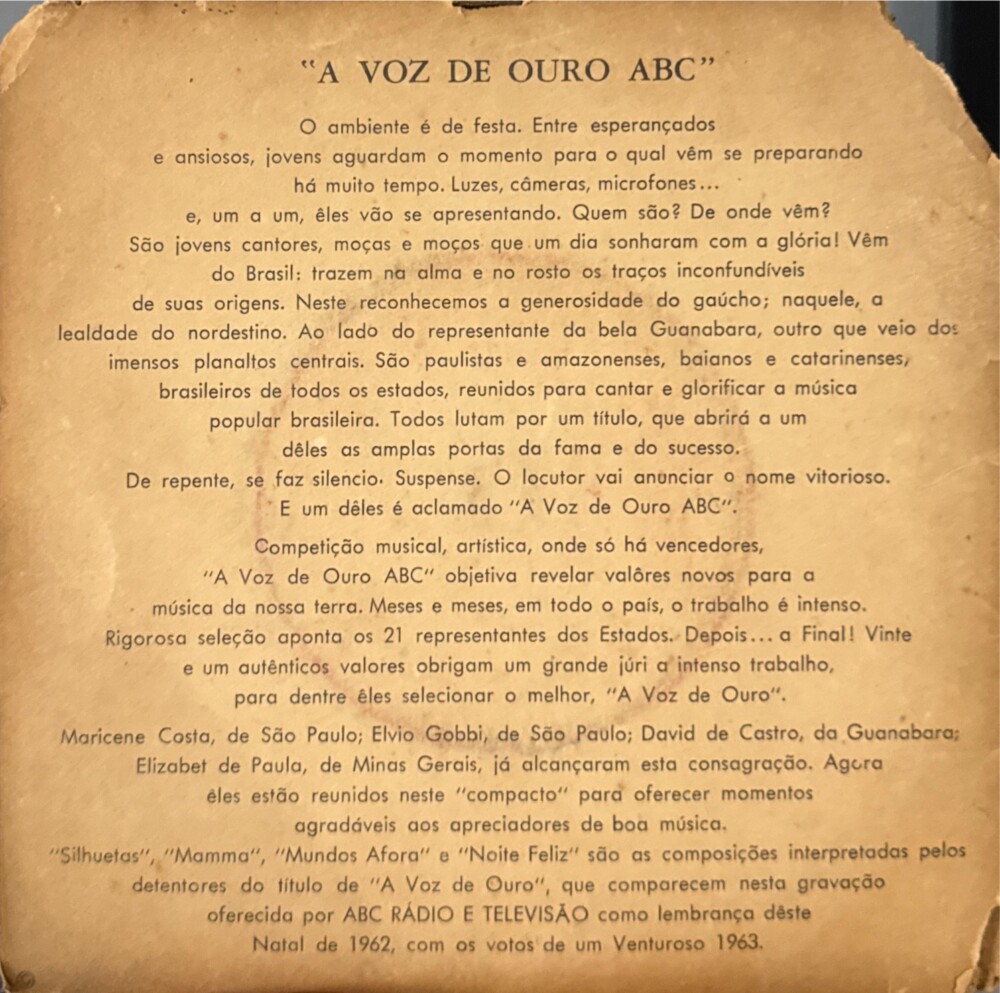 "A VOZ DE OURO ABC"
O ambiente é de festa. Entre esperançados
e ansiosos, jovens aguardam o momento para o qual vêm se preparando
há muito tempo. Luzes, câmeras, microfones...
e, um a um, êles vão se apresentando. Quem são? De onde vêm?
São jovens cantores, moças e moços que um dia sonharam com a glória! Vêm
do Brasil: trazem na alma e no rosto os traços inconfundíveis
de suas origens. Neste reconhecemos a generosidade do gaúcho; naquele, a
lealdade do nordestino. Ao lado do representante da bela Guanabara, outro que veio dos
imensos planaltos centrais. São paulistas e amazonenses, baianos e catarinenses,
brasileiros de todos os estados, reunidos para cantar e glorificar a música
popular brasileira. Todos lutam por um título, que abrirá a um
dêles as amplas portas da fama e do sucesso.
De repente, se faz silencio. Suspense. O locutor vai anunciar o nome vitorioso.
E um dêles é aclamado "A Voz de Ouro ABC".
Competição musical, artística, onde só há vencedores,
"A Voz de Ouro ABC" objetiva revelar valôres novos para a
música da nossa terra. Meses e meses, em todo o país, o trabalho é intenso.
Rigorosa seleção aponta os 21 representantes dos Estados. Depois... a Final! Vinte
e um autênticos valores obrigam um grande júri a intenso trabalho,
para dentre êles selecionar o melhor, "A Voz de Ouro".
Maricene Costa, de São Paulo; Elvio Gobbi, de São Paulo; David de Castro, da Guanabara;
Elizabet de Paula, de Minas Gerais, já alcançaram esta consagração. Agora
êles estão reunidos neste "compacto" para oferecer momentos
agradáveis aos apreciadores de boa música.
"Silhuetas", "Mamma", "Mundos Afora" e "Noite Feliz" são as composições interpretadas pelos
detentores do título de "A Voz de Ouro", que comparecem nesta gravação
oferecida por ABC RÁDIO E TELEVISÃO como lembrança dêste
Natal de 1962, com os votos de um Venturoso 1963.
©